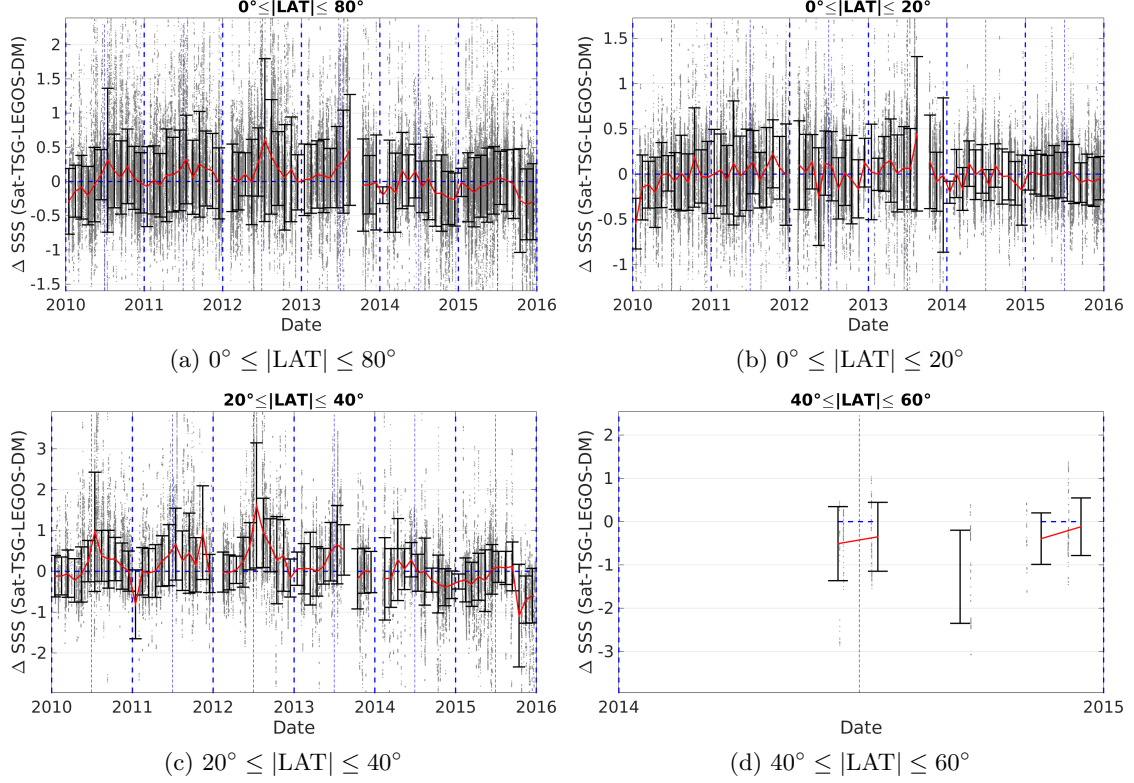 0°≤|LAT|≤ 80°
Δ SSS (Sat-TSG-LEGOS-DM)
2
1.5
1
0.5
0
-0.5
-1
-1.5
2010 2011 2012 2013 2014 2015 2016
Date
(a) 0° ≤ |LAT| ≤ 80°
0°≤|LAT|≤ 20°
Δ SSS (Sat-TSG-LEGOS-DM)
1.5
1
0.5
0
-0.5
-1
2010 2011 2012 2013 2014 2015 2016
Date
(b) 0° ≤ |LAT| ≤ 20°
20°≤|LAT|≤ 40°
Δ SSS (Sat-TSG-LEGOS-DM)
3
2
1
0
-1
-2
2010 2011 2012 2013 2014 2015 2016
Date
(c) 20° ≤ |LAT| ≤ 40°
40°≤|LAT|≤ 60°
Δ SSS (Sat-TSG-LEGOS-DM)
2
1
0
-1
-2
-3
2014 2015
Date
(d) 40° ≤ |LAT| ≤ 60°